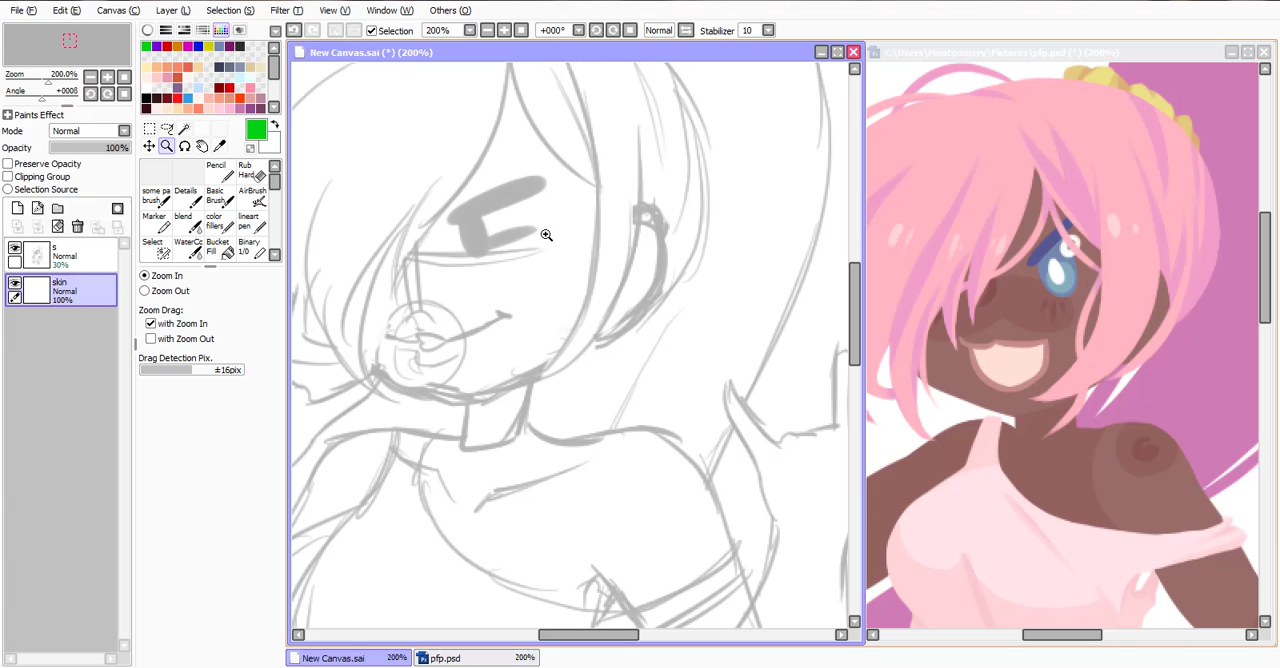 File (F) Edit (E) Canvas (C) Layer (L) Selection (S) Filter (T) View (V) Window (W) Others (O)
Selection 200% +000° Normal Stabilizer 10
New Canvas.sai (*) (200%)
C:\Users\Montgomery\Pictures\pfp.psd (*) (200%)
Zoom 200.0%
Angle +000θ
Paints Effect
Mode Normal
Opacity 100%
Preserve Opacity
Clipping Group
Selection Source
s
Normal
30%
skin
Normal
100%
Pencil Rub Hard
some pa brush Details Basic Brush AirBrush
Marker blend color fillers lineart pen
Select WaterCo Bucket Fill Binary 1/0
Zoom In
Zoom Out
Zoom Drag:
with Zoom In
with Zoom Out
Drag Detection Pix.
±16pix
New Canvas.sai 200% pfp.psd 200%